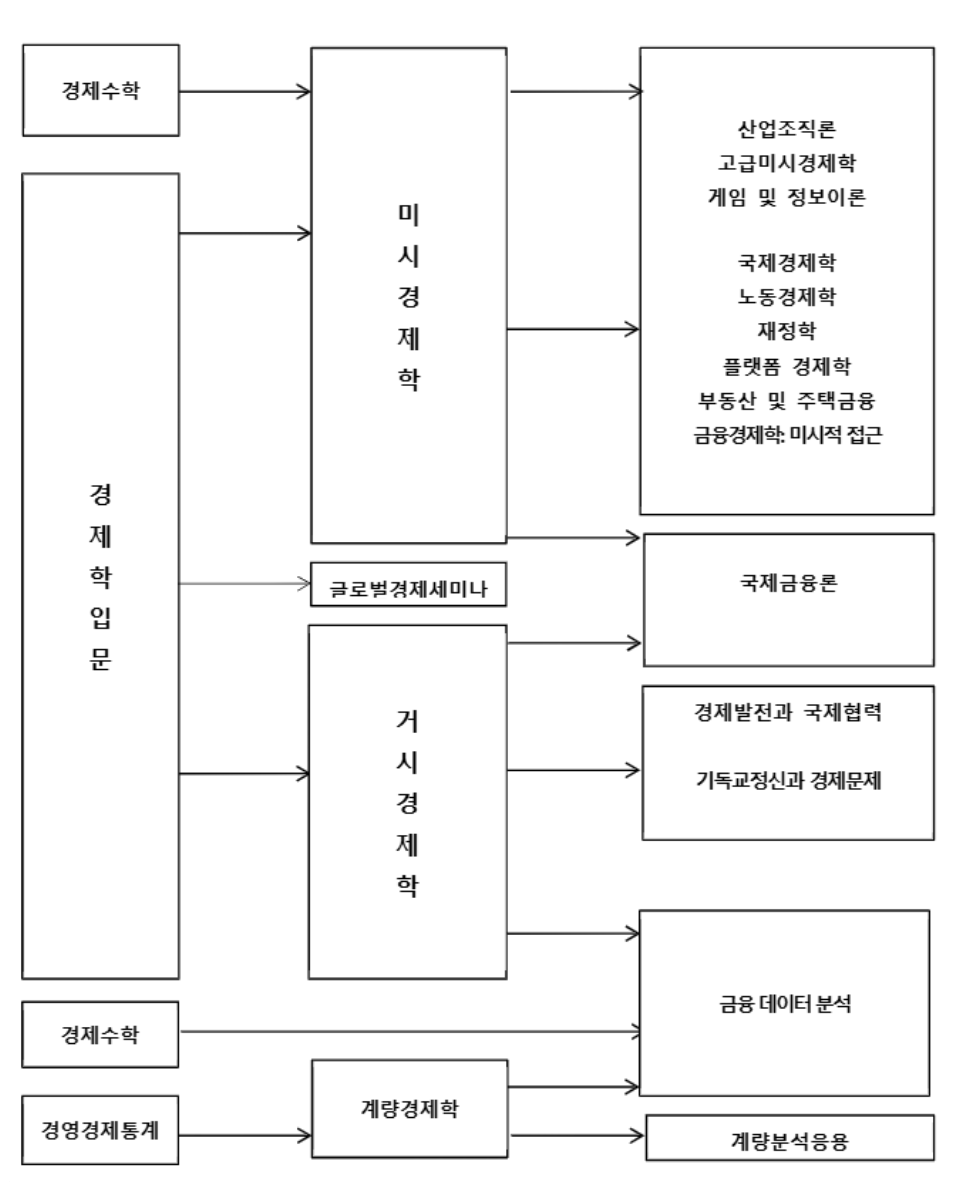 경제수학
경제학입문
미시경제학
글로벌경제세미나
거시경제학
산업조직론
고급미시경제학
게임 및 정보이론
국제경제학
노동경제학
재정학
플랫폼 경제학
부동산 및 주택금융
금융경제학: 미시적 접근
국제금융론
경제발전과 국제협력
기독교정신과 경제문제
경제수학
금융 데이터 분석
경영경제통계
계량경제학
계량분석응용